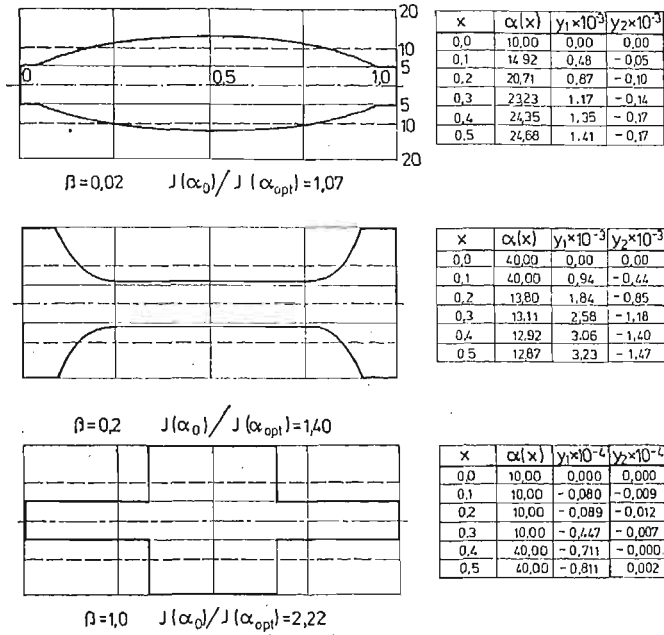 20
10
5
0 0,5 1,0
5
10
20
β=0,02 J(α₀)/J(αopt)=1,07
x α(x) y₁×10⁻³ y₂×10⁻³
0,0 10,00 0,00 0,00
0,1 14 92 0,48 -0,05
0,2 20,71 0,87 -0,10
0,3 23,23 1.17 -0,14
0,4 24,35 1,35 -0,17
0,5 24,68 1.41 -0,17
x α(x) y₁×10⁻³ y₂×10⁻³
0,0 40,00 0,00 0,00
0,1 40,00 0,94 -0,44
0,2 13,80 1,84 -0,85
0,3 13,11 2,58 -1,18
0,4 12,92 3.06 -1,40
0 5 12,87 3,23 -1,47
β=0,2 J(α₀)/J(αopt)=1,40
x α(x) y₁×10⁻⁴ y₂×10⁻⁴
0,0 10,00 0,000 0,000
0,1 10,00 -0,080 -0,009
0,2 10,00 -0,089 -0,012
0,3 10,00 -0,447 -0,007
0,4 40,00 -0,711 -0,000
0,5 40,00 -0,811 0,002
β=1,0 J(α₀)/J(αopt)=2,22